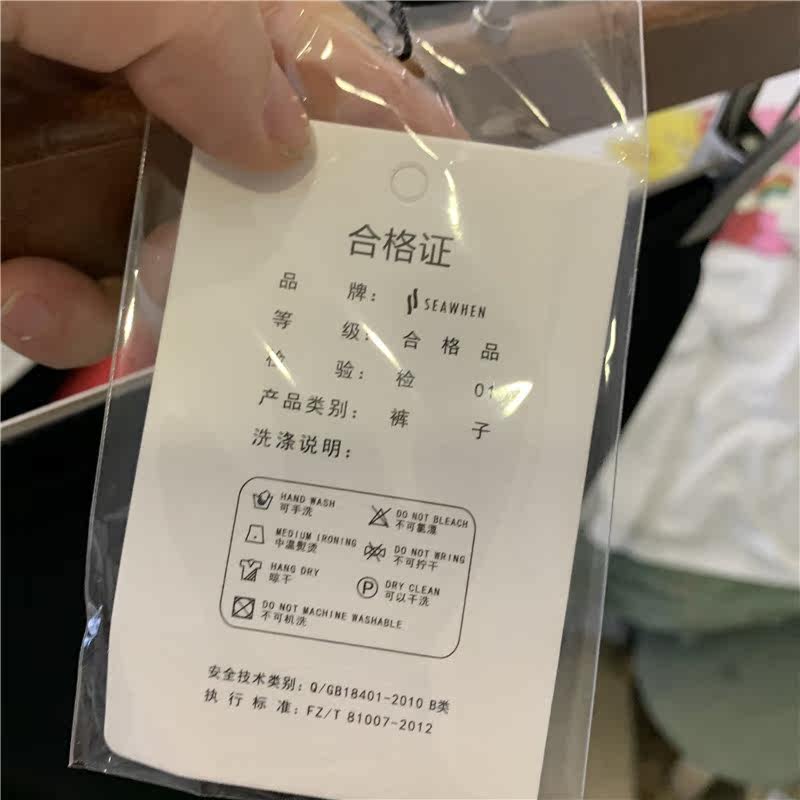 合格证
品 牌： SEAWHEN
等 级： 合 格 品
检 验： 检 01
产品类别： 裤 子
洗涤说明：
HAND WASH
可手洗
DO NOT BLEACH
不可氯漂
MEDIUM IRONING
中温熨烫
DO NOT WRING
不可拧干
HANG DRY
晾干
DRY CLEAN
可以干洗
DO NOT MACHINE WASHABLE
不可机洗
安全技术类别：Q/GB18401-2010 B类
执 行 标 准：FZ/T 81007-2012